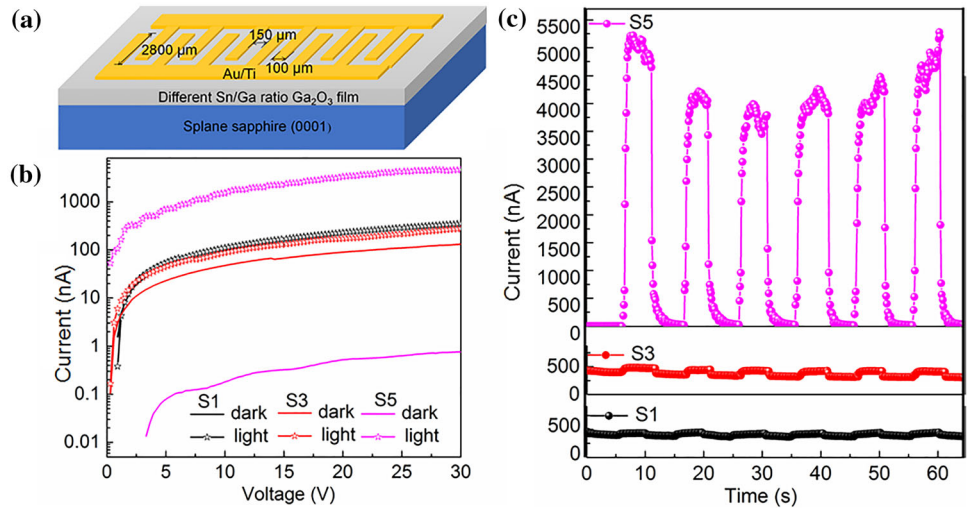 (a)
2800 µm
150 µm
100 µm
Au/Ti
Different Sn/Ga ratio Ga₂O₃ film
Splane sapphire (0001)
(b)
Current (nA)
1000
100
10
1
0.1
0.01
S1 S3 S5
dark dark dark
light light light
0 5 10 15 20 25 30
Voltage (V)
(c)
S5
Current (nA)
5500
5000
4500
4000
3500
3000
2500
2000
1500
1000
500
0
S3
500
0
S1
500
0
0 10 20 30 40 50 60
Time (s)